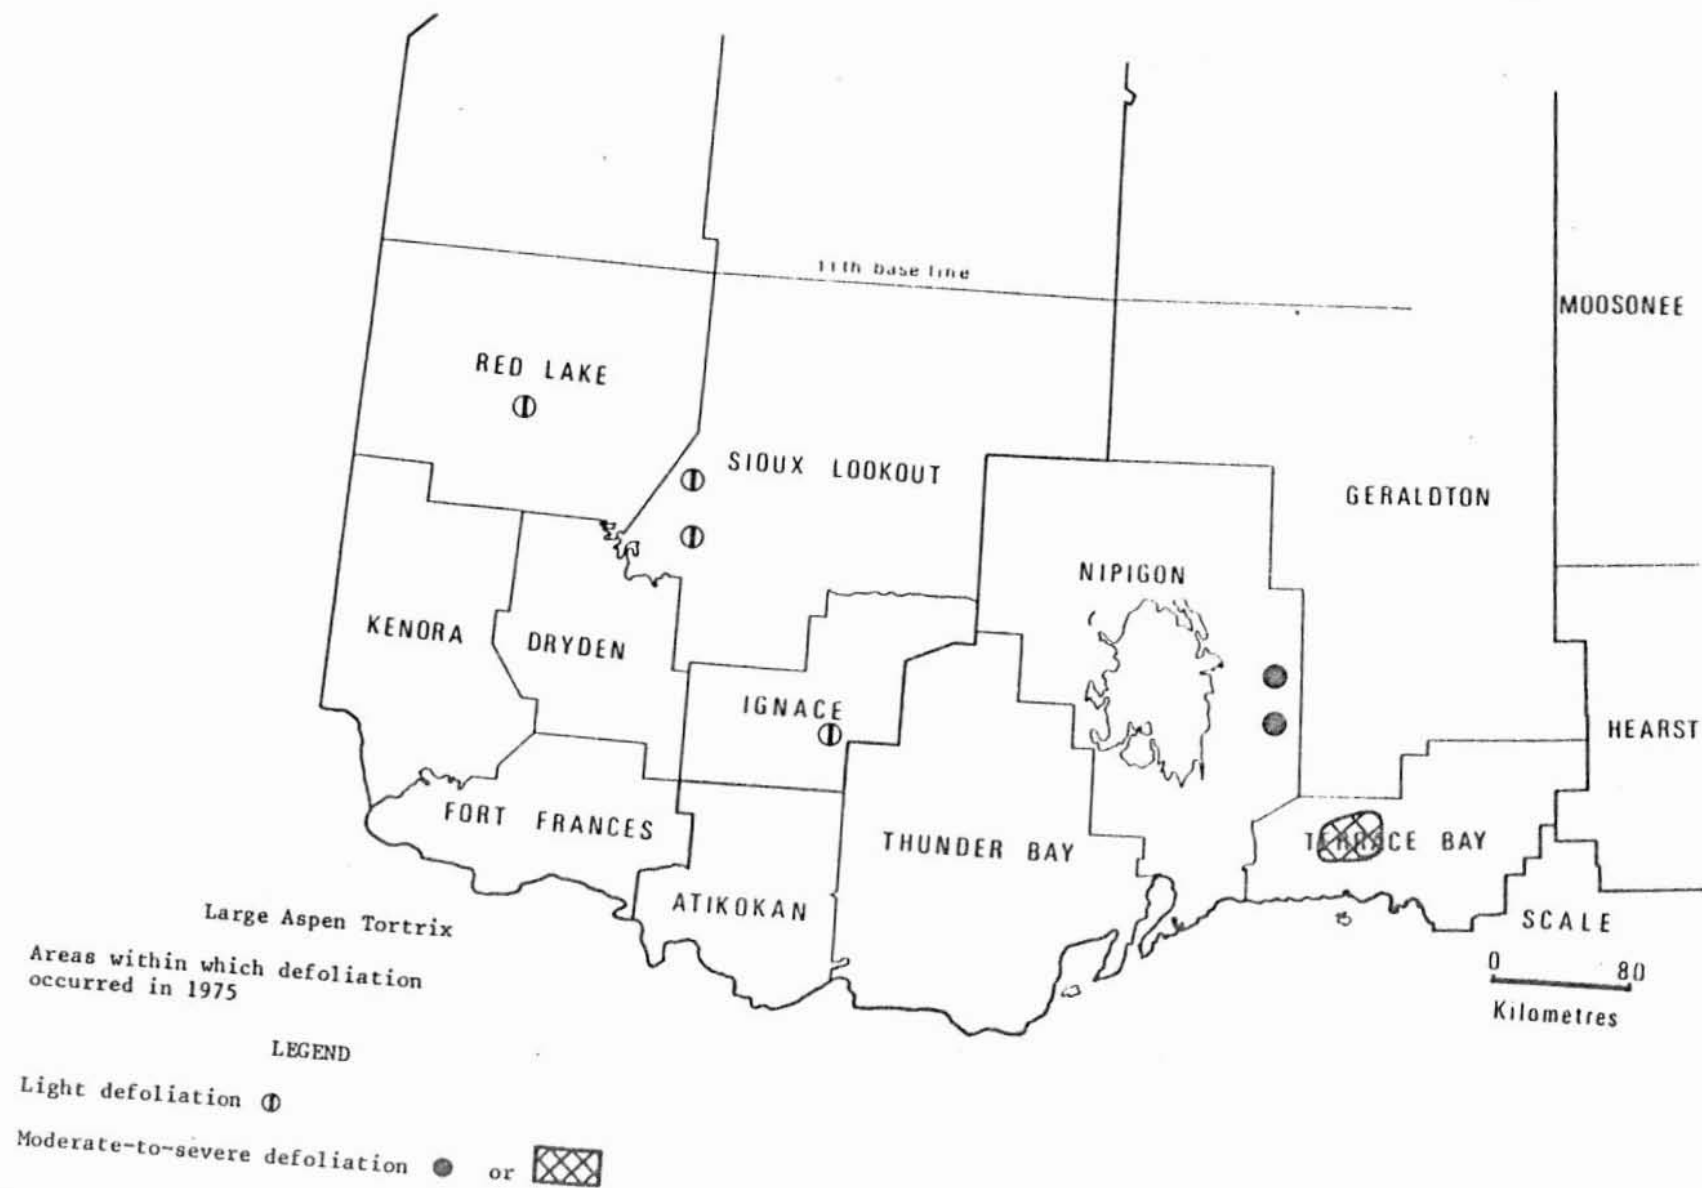 11th base line
MOOSONEE
RED LAKE
SIOUX LOOKOUT
GERALDTON
NIPIGON
KENORA
DRYDEN
IGNACE
HEARST
FORT FRANCES
THUNDER BAY
TERRACE BAY
ATIKOKAN
SCALE
0 80
Kilometres
Large Aspen Tortrix
Areas within which defoliation
occurred in 1975
LEGEND
Light defoliation
Moderate-to-severe defoliation or